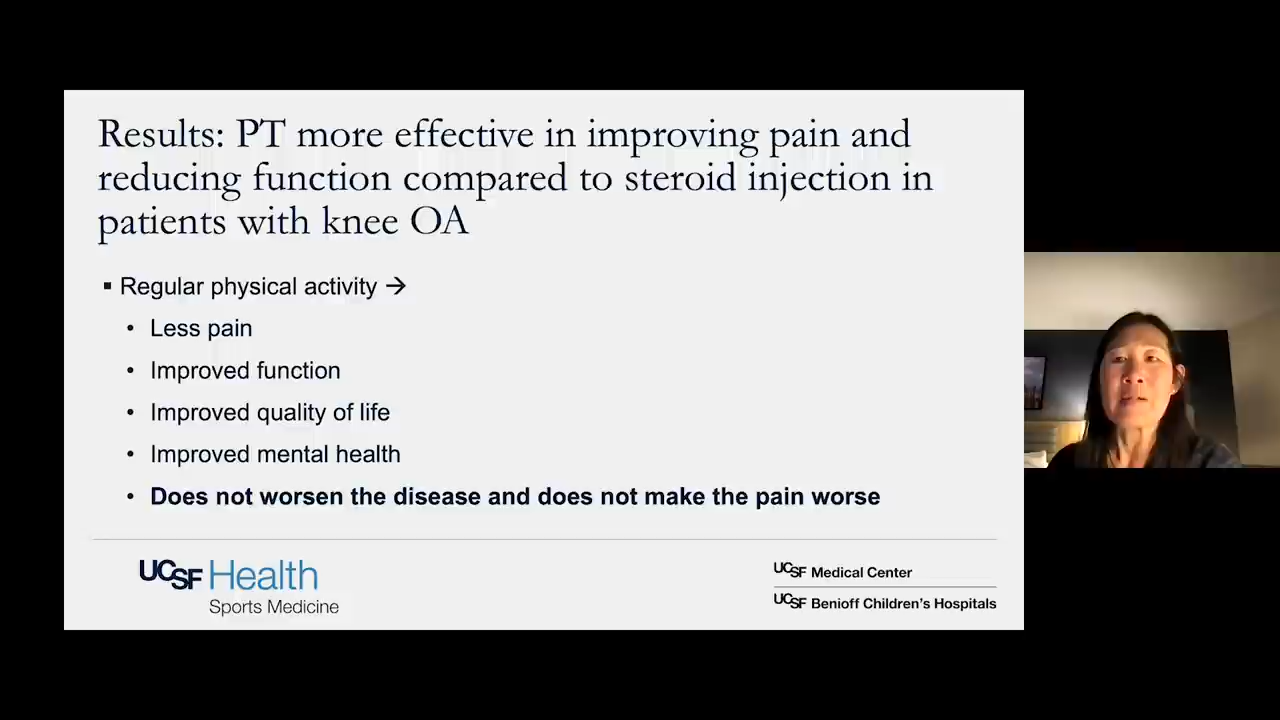 Results: PT more effective in improving pain and
reducing function compared to steroid injection in
patients with knee OA
▪ Regular physical activity →
• Less pain
• Improved function
• Improved quality of life
• Improved mental health
• Does not worsen the disease and does not make the pain worse
UCSF Health
Sports Medicine
UCSF Medical Center
UCSF Benioff Children's Hospitals